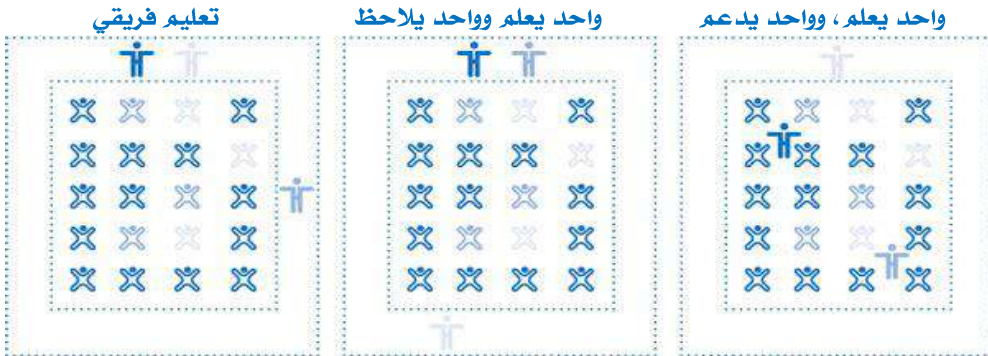 واحد يعلم، وواحد يدعم
واحد يعلم وواحد يلاحظ
تعليم فريقي